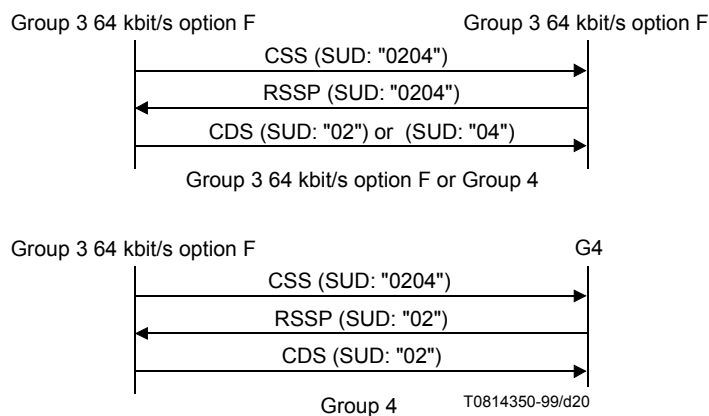 Group 3 64 kbit/s option F Group 3 64 kbit/s option F
CSS (SUD: "0204")
RSSP (SUD: "0204")
CDS (SUD: "02") or (SUD: "04")
Group 3 64 kbit/s option F or Group 4
Group 3 64 kbit/s option F G4
CSS (SUD: "0204")
RSSP (SUD: "02")
CDS (SUD: "02")
Group 4 T0814350-99/d20